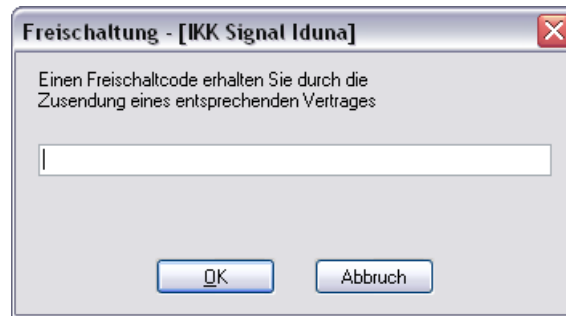 Freischaltung - [IKK Signal Iduna]
Einen Freischaltcode erhalten Sie durch die
Zusendung eines entsprechenden Vertrages
OK
Abbruch